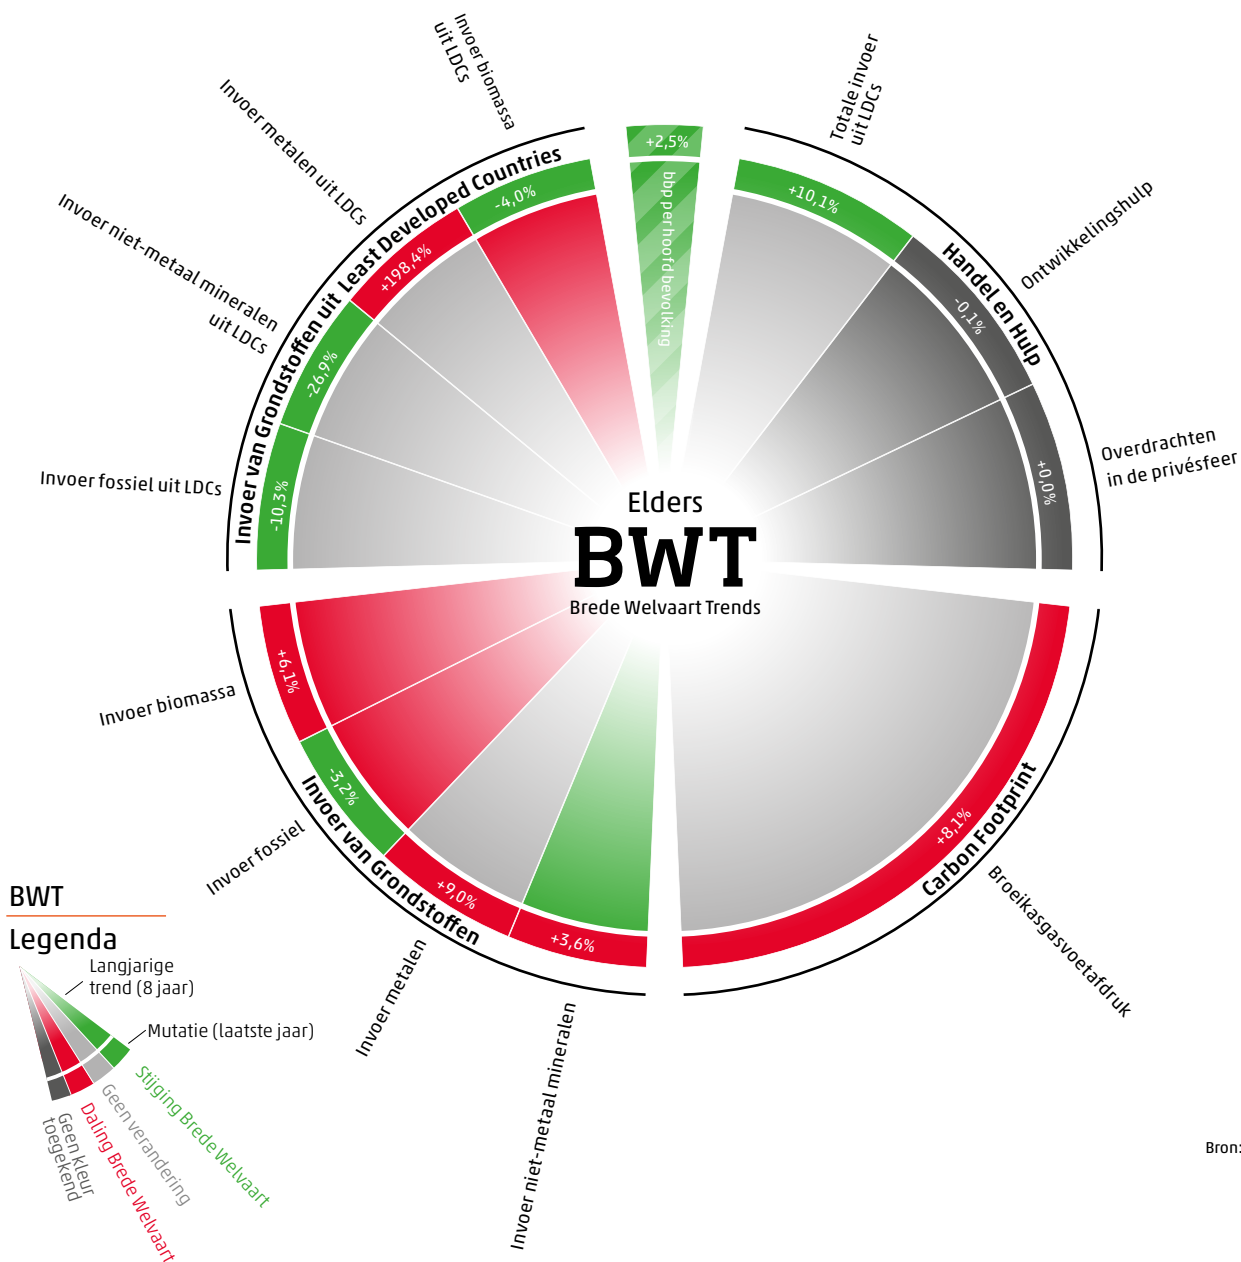 Elders
BWT
Brede Welvaart Trends
+2,5%
bbp per hoofd bevolking
Handel en Hulp
Totale invoer
uit LDCs
+10,1%
Ontwikkelingshulp
-0,1%
Overdrachten
in de privésfeer
+0,0%
Carbon Footprint
Broeikasgasvoetafdruk
+8,1%
Invoer van Grondstoffen
Invoer niet-metaal mineralen
+3,6%
Invoer metalen
+9,0%
Invoer fossiel
-3,2%
Invoer biomassa
+6,1%
Invoer van Grondstoffen uit Least Developed Countries
Invoer fossiel uit LDCs
-10,3%
Invoer niet-metaal mineralen
uit LDCs
-26,9%
Invoer metalen uit LDCs
+198,4%
Invoer biomassa
uit LDCs
-4,0%
BWT
Legenda
Langjarige
trend (8 jaar)
Mutatie (laatste jaar)
Stijging Brede Welvaart
Geen verandering
Daling Brede Welvaart
Geen kleur
toegekend
Bron: